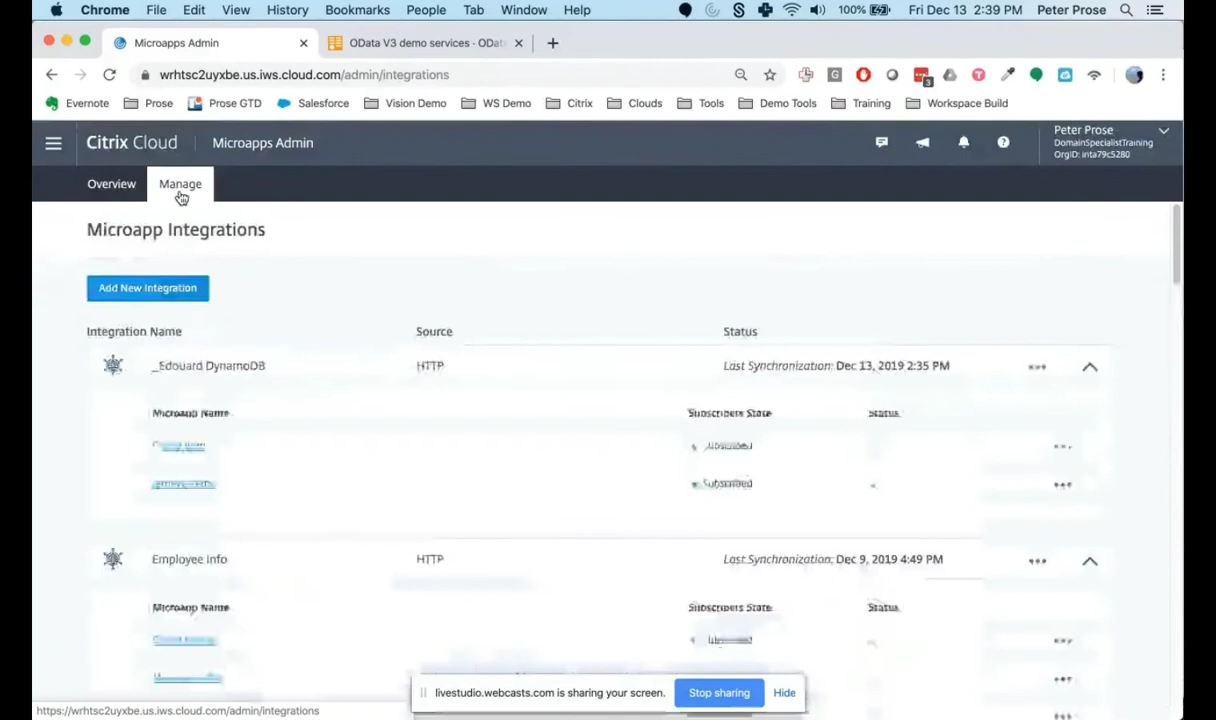 Chrome File Edit View History Bookmarks People Tab Window Help 100% Fri Dec 13 2:39 PM Peter Prose
Microapps Admin OData V3 demo services · OData
wrhtsc2uyxbe.us.iws.cloud.com/admin/integrations 3
Evernote Prose Prose GTD Salesforce Vision Demo WS Demo Citrix Clouds Tools Demo Tools Training Workspace Build
Citrix Cloud Microapps Admin
Peter Prose
DomainSpecialistTraining
OrgID: inta79c5280
Overview Manage
Microapp Integrations
Add New Integration
Integration Name Source Status
_Edouard DynamoDB HTTP Last Synchronization: Dec 13, 2019 2:35 PM
Microapp Name Subscribers State Status
Subscribed
Employee info HTTP Last Synchronization: Dec 9, 2019 4:49 PM
Microapp Name Subscribers State Status
livestudio.webcasts.com is sharing your screen. Stop sharing Hide
https://wrhtsc2uyxbe.us.iws.cloud.com/admin/integrations